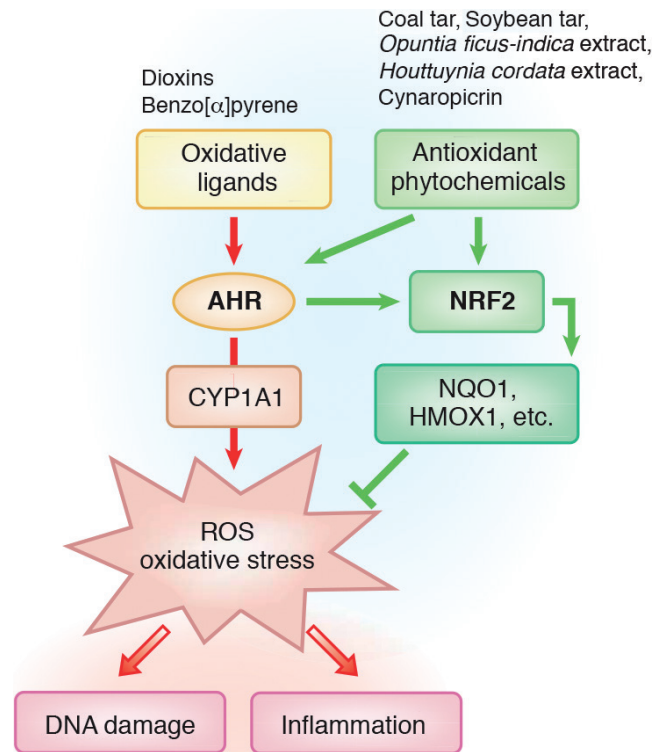 Coal tar, Soybean tar,
Opuntia ficus-indica extract,
Houttuynia cordata extract,
Cynaropicrin
Dioxins
Benzo[α]pyrene
Oxidative
ligands
Antioxidant
phytochemicals
AHR
NRF2
CYP1A1
NQO1,
HMOX1, etc.
ROS
oxidative stress
DNA damage
Inflammation